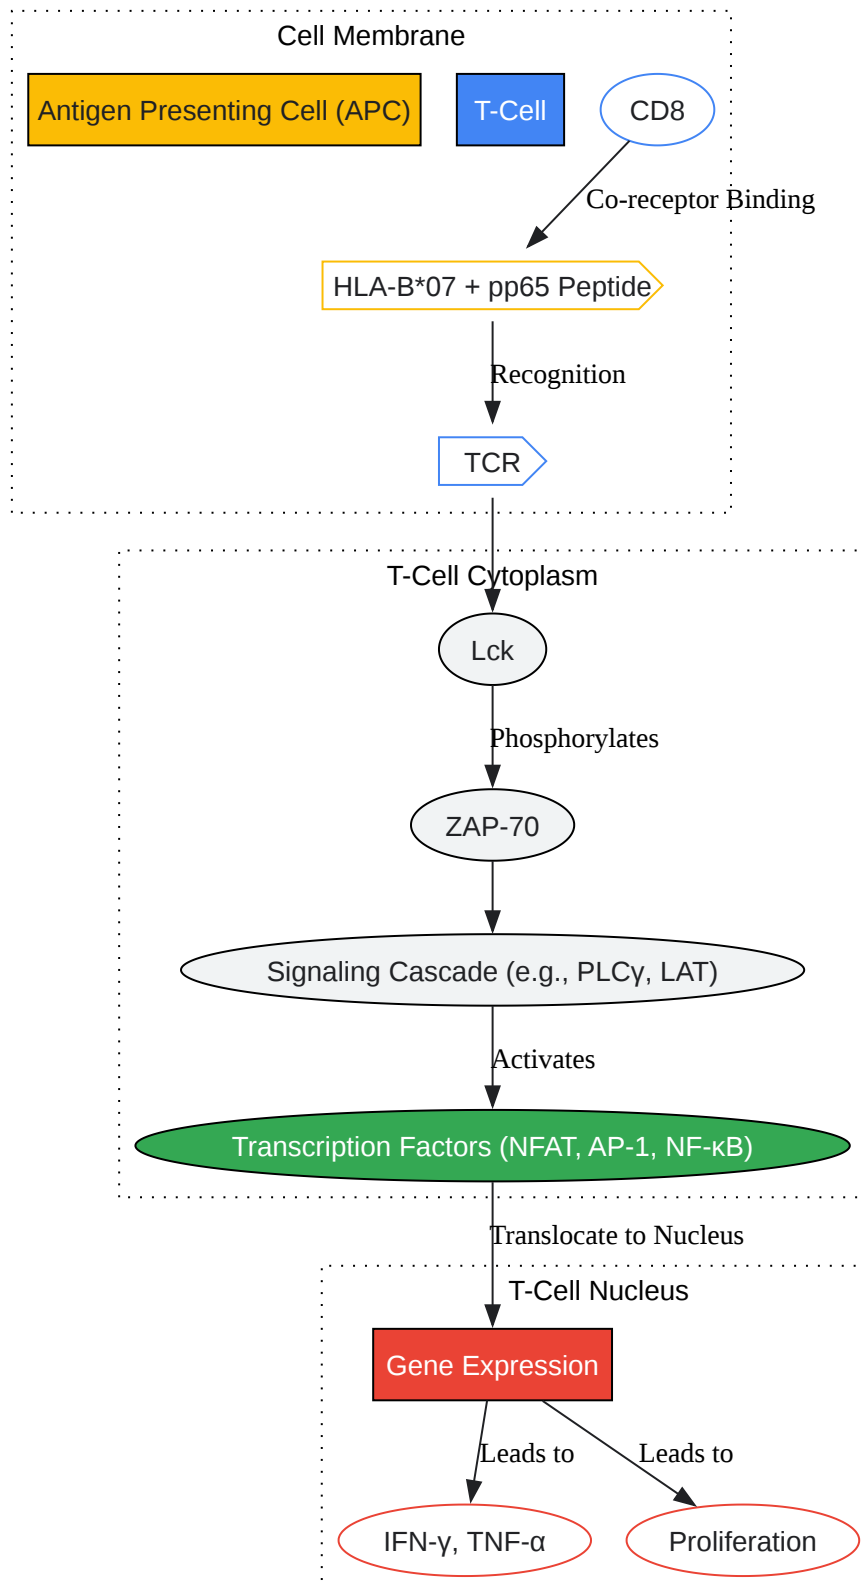 Cell Membrane
Antigen Presenting Cell (APC)
T-Cell
CD8
Co-receptor Binding
HLA-B*07 + pp65 Peptide
Recognition
TCR
T-Cell Cytoplasm
Lck
Phosphorylates
ZAP-70
Signaling Cascade (e.g., PLCγ, LAT)
Activates
Transcription Factors (NFAT, AP-1, NF-κB)
Translocate to Nucleus
T-Cell Nucleus
Gene Expression
Leads to
Leads to
IFN-γ, TNF-α
Proliferation